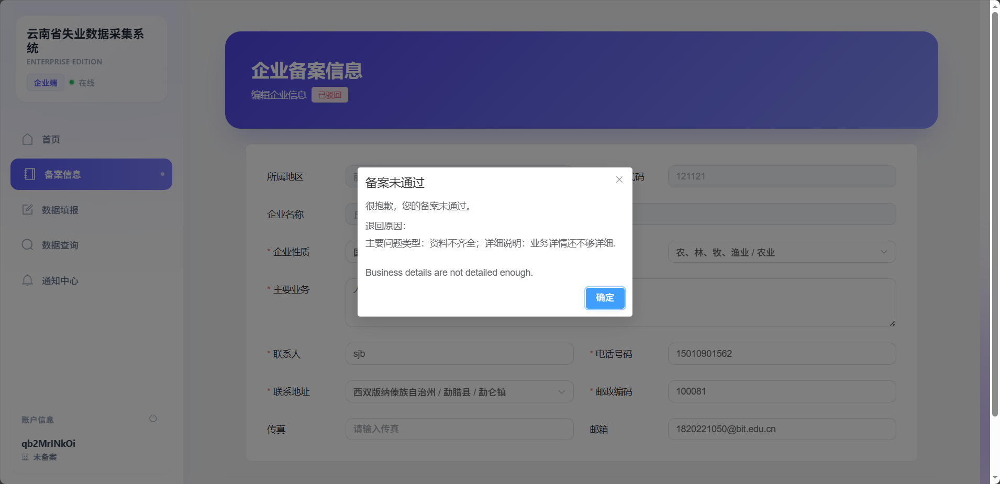 云南省失业数据采集系
统
ENTERPRISE EDITION
企业端 在线
首页
备案信息
数据填报
数据查询
通知中心
账户信息
qb2MrINkOi
未备案
企业备案信息
编辑企业信息 已驳回
所属地区
代码 121121
企业名称
* 企业性质
农、林、牧、渔业 / 农业
* 主要业务
备案未通过
很抱歉，您的备案未通过。
退回原因：
主要问题类型：资料不齐全；详细说明：业务详情还不够详细.
Business details are not detailed enough.
确定
* 联系人 sjb * 电话号码 15010901562
* 联系地址 西双版纳傣族自治州 / 勐腊县 / 勐仑镇 * 邮政编码 100081
传真 请输入传真 邮箱 1820221050@bit.edu.cn